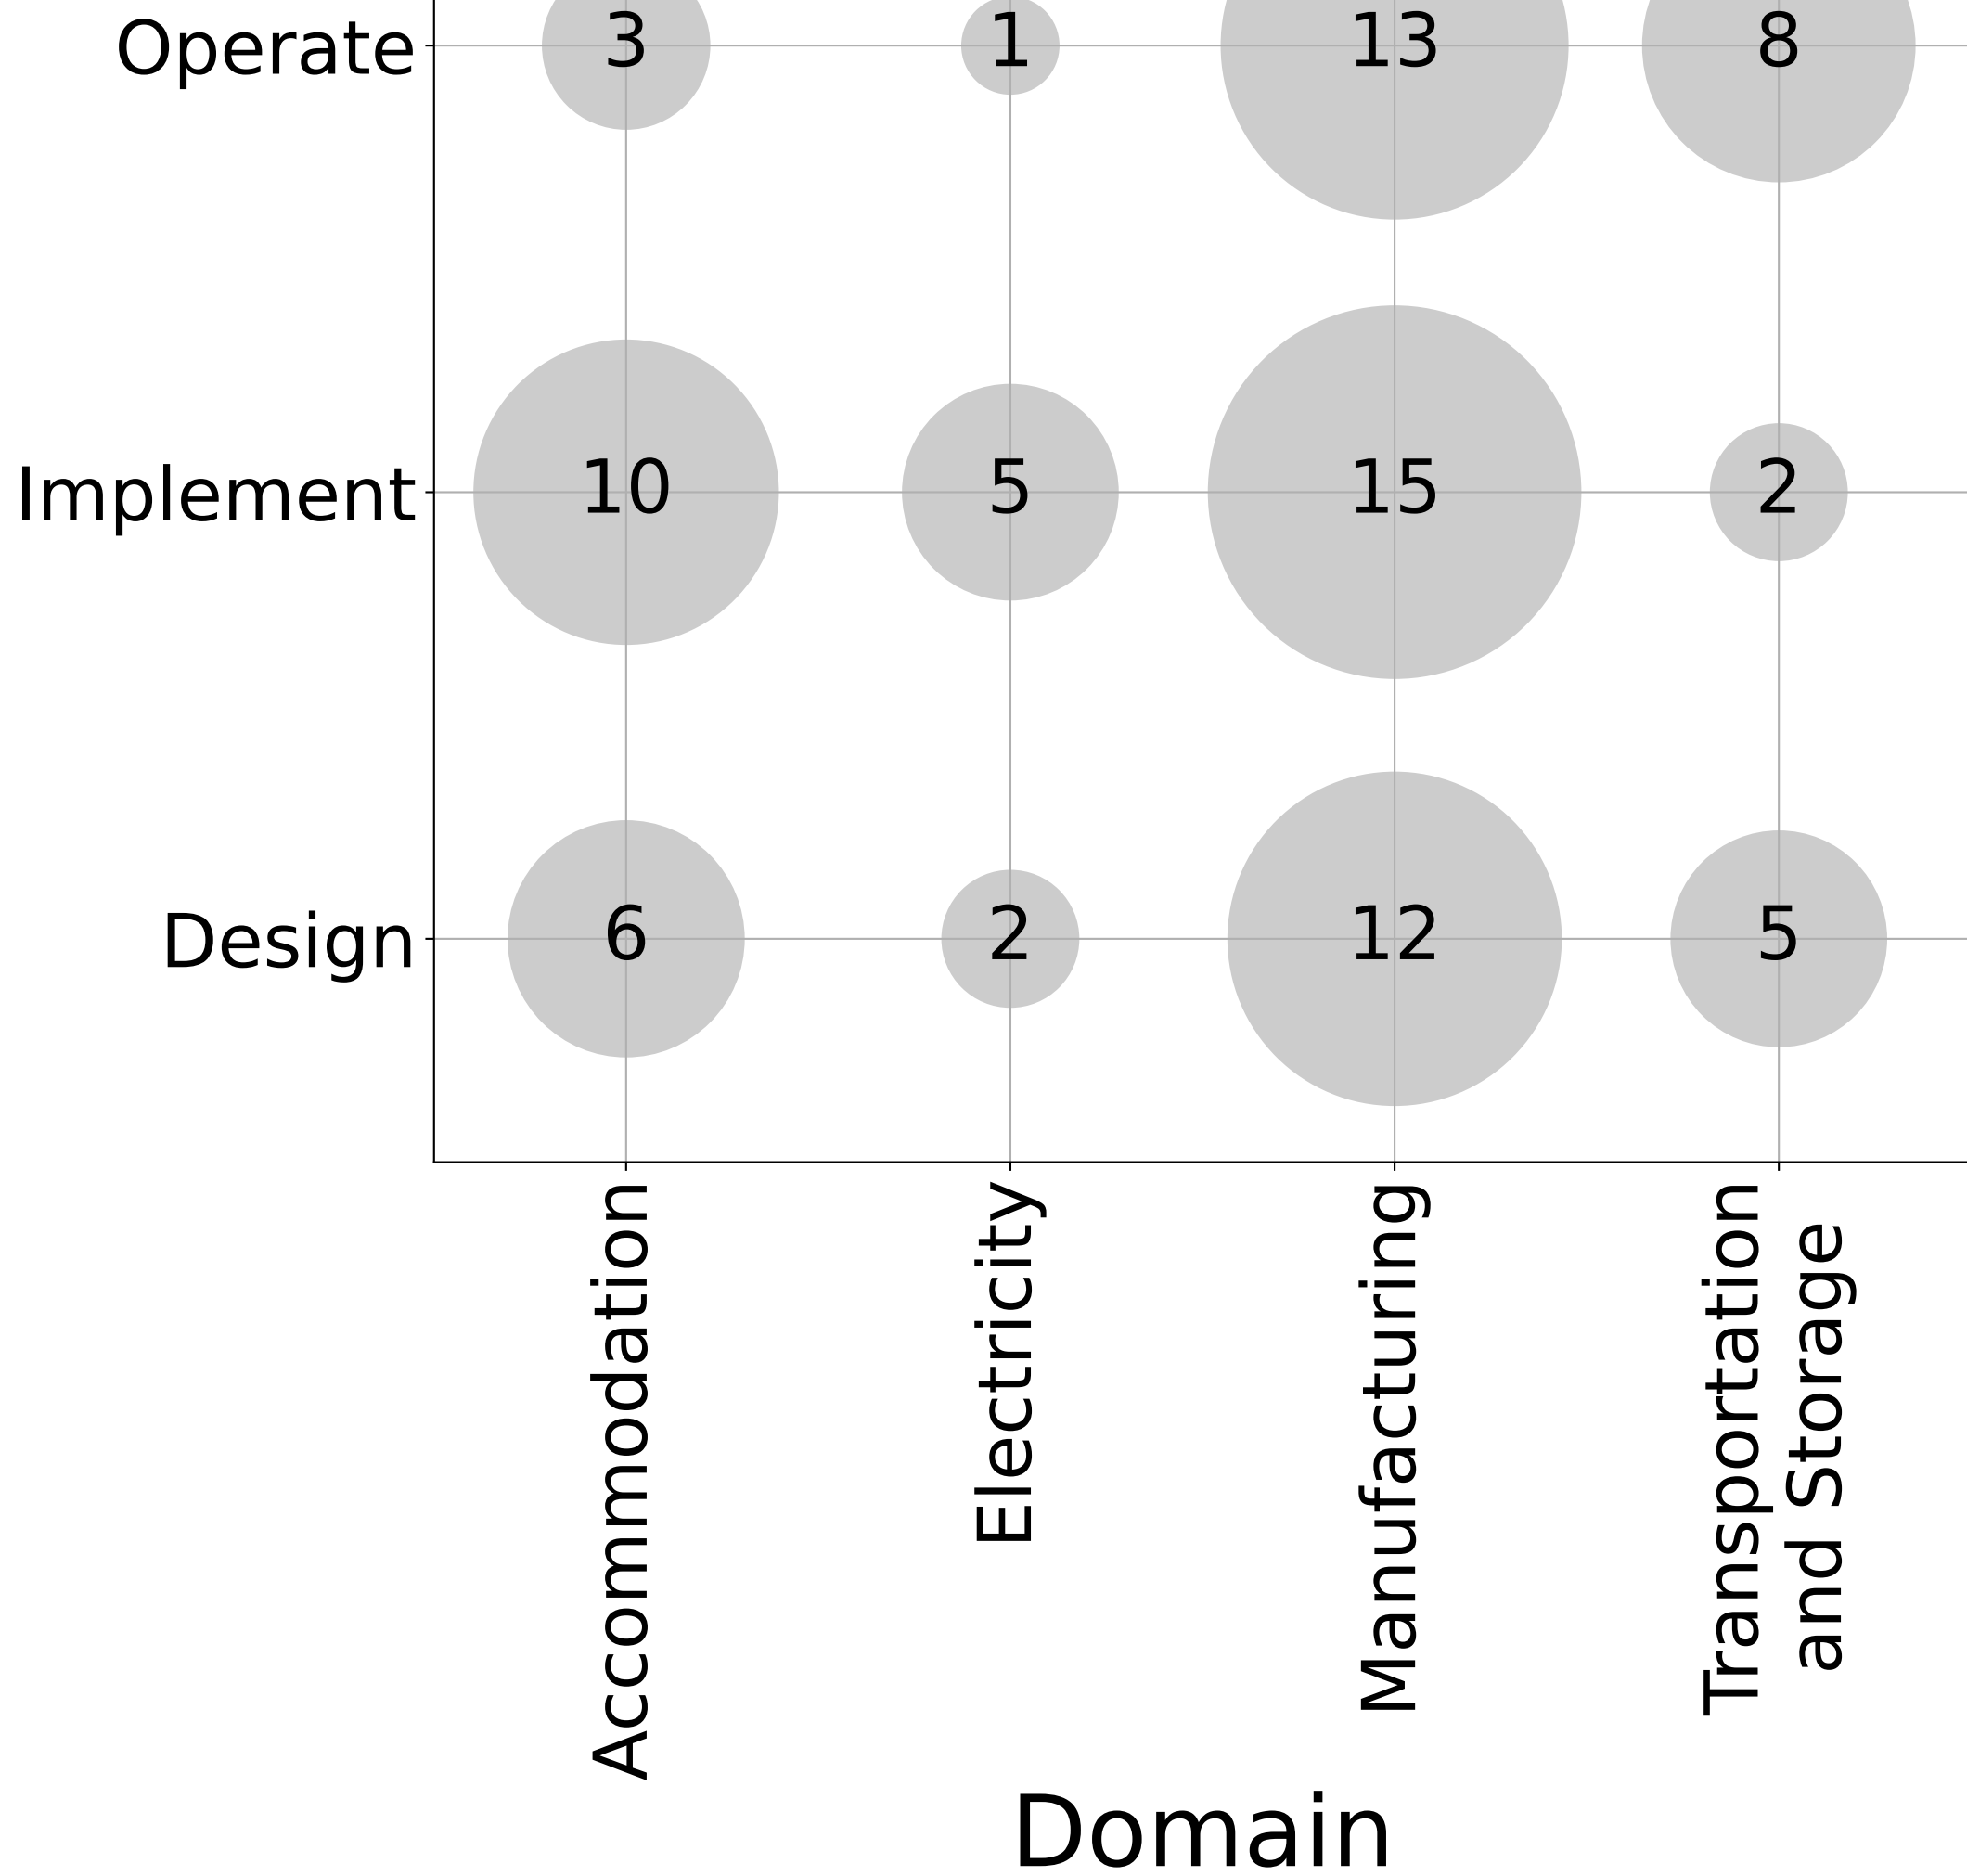 Operate 3 1 13 8
Implement 10 5 15 2
Design 6 2 12 5
Accommodation
Electricity
Manufacturing
Transportation
and Storage
Domain